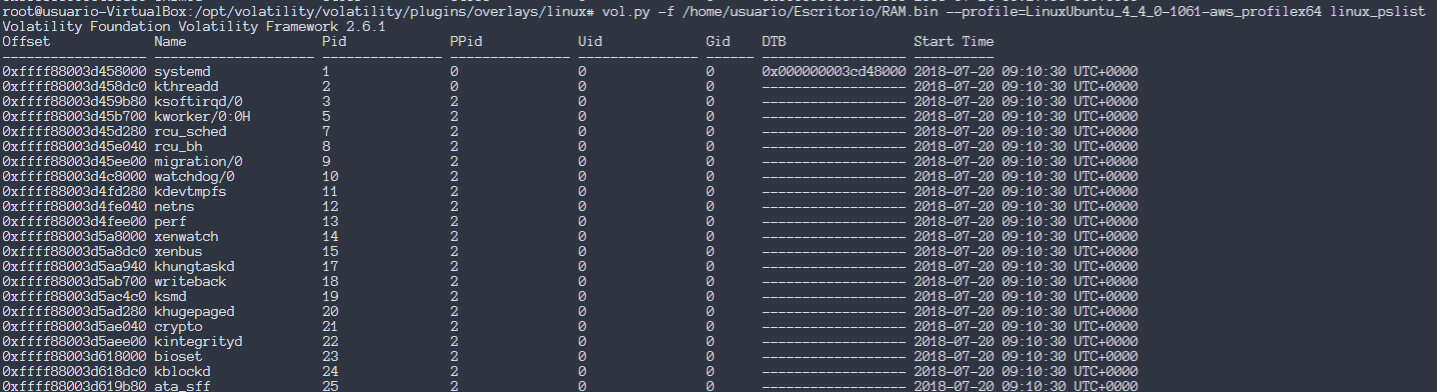 root@usuario-VirtualBox:/opt/volatility/volatility/plugins/overlays/linux# vol.py -f /home/usuario/Escritorio/RAM.bin --profile=LinuxUbuntu_4_4_0-1061-aws_profilex64 linux_pslist
Volatility Foundation Volatility Framework 2.6.1
Offset Name Pid PPid Uid Gid DTB Start Time
------------------ -------------------- --------------- --------------- --------------- ------ ------------------ ----------
0xffff88003d458000 systemd 1 0 0 0 0x000000003cd48000 2018-07-20 09:10:30 UTC+0000
0xffff88003d458dc0 kthreadd 2 0 0 0 ------------------ 2018-07-20 09:10:30 UTC+0000
0xffff88003d459b80 ksoftirqd/0 3 2 0 0 ------------------ 2018-07-20 09:10:30 UTC+0000
0xffff88003d45b700 kworker/0:0H 5 2 0 0 ------------------ 2018-07-20 09:10:30 UTC+0000
0xffff88003d45d280 rcu_sched 7 2 0 0 ------------------ 2018-07-20 09:10:30 UTC+0000
0xffff88003d45e040 rcu_bh 8 2 0 0 ------------------ 2018-07-20 09:10:30 UTC+0000
0xffff88003d45ee00 migration/0 9 2 0 0 ------------------ 2018-07-20 09:10:30 UTC+0000
0xffff88003d4c8000 watchdog/0 10 2 0 0 ------------------ 2018-07-20 09:10:30 UTC+0000
0xffff88003d4fd280 kdevtmpfs 11 2 0 0 ------------------ 2018-07-20 09:10:30 UTC+0000
0xffff88003d4fe040 netns 12 2 0 0 ------------------ 2018-07-20 09:10:30 UTC+0000
0xffff88003d4fee00 perf 13 2 0 0 ------------------ 2018-07-20 09:10:30 UTC+0000
0xffff88003d5a8000 xenwatch 14 2 0 0 ------------------ 2018-07-20 09:10:30 UTC+0000
0xffff88003d5a8dc0 xenbus 15 2 0 0 ------------------ 2018-07-20 09:10:30 UTC+0000
0xffff88003d5aa940 khungtaskd 17 2 0 0 ------------------ 2018-07-20 09:10:30 UTC+0000
0xffff88003d5ab700 writeback 18 2 0 0 ------------------ 2018-07-20 09:10:30 UTC+0000
0xffff88003d5ac4c0 ksmd 19 2 0 0 ------------------ 2018-07-20 09:10:30 UTC+0000
0xffff88003d5ad280 khugepaged 20 2 0 0 ------------------ 2018-07-20 09:10:30 UTC+0000
0xffff88003d5ae040 crypto 21 2 0 0 ------------------ 2018-07-20 09:10:30 UTC+0000
0xffff88003d5aee00 kintegrityd 22 2 0 0 ------------------ 2018-07-20 09:10:30 UTC+0000
0xffff88003d618000 bioset 23 2 0 0 ------------------ 2018-07-20 09:10:30 UTC+0000
0xffff88003d618dc0 kblockd 24 2 0 0 ------------------ 2018-07-20 09:10:30 UTC+0000
0xffff88003d619b80 ata_sff 25 2 0 0 ------------------ 2018-07-20 09:10:30 UTC+0000